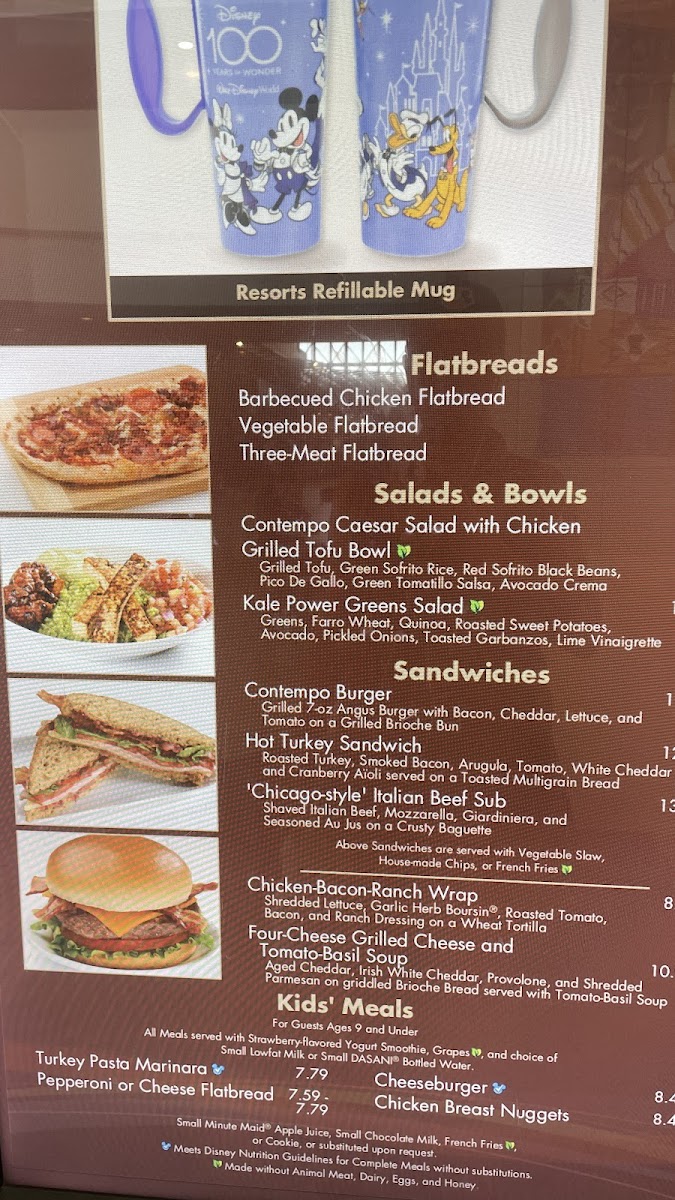 Disney
100
YEARS OF WONDER
Walt Disney World
Resorts Refillable Mug
Flatbreads
Barbecued Chicken Flatbread
Vegetable Flatbread
Three-Meat Flatbread
Salads & Bowls
Contempo Caesar Salad with Chicken
Grilled Tofu Bowl
Grilled Tofu, Green Sofrito Rice, Red Sofrito Black Beans,
Pico De Gallo, Green Tomatillo Salsa, Avocado Crema
Kale Power Greens Salad
Greens, Farro Wheat, Quinoa, Roasted Sweet Potatoes,
Avocado, Pickled Onions, Toasted Garbanzos, Lime Vinaigrette
Sandwiches
Contempo Burger 1
Grilled 7-oz Angus Burger with Bacon, Cheddar, Lettuce, and
Tomato on a Grilled Brioche Bun
Hot Turkey Sandwich 12
Roasted Turkey, Smoked Bacon, Arugula, Tomato, White Cheddar
and Cranberry Aïoli served on a Toasted Multigrain Bread
'Chicago-style' Italian Beef Sub 13
Shaved Italian Beef, Mozzarella, Giardiniera, and
Seasoned Au Jus on a Crusty Baguette
Above Sandwiches are served with Vegetable Slaw,
House-made Chips, or French Fries
Chicken-Bacon-Ranch Wrap 8
Shredded Lettuce, Garlic Herb Boursin®, Roasted Tomato,
Bacon, and Ranch Dressing on a Wheat Tortilla
Four-Cheese Grilled Cheese and
Tomato-Basil Soup 10.
Aged Cheddar, Irish White Cheddar, Provolone, and Shredded
Parmesan on griddled Brioche Bread served with Tomato-Basil Soup
Kids' Meals
For Guests Ages 9 and Under
All Meals served with Strawberry-flavored Yogurt Smoothie, Grapes, and choice of
Small Lowfat Milk or Small DASANI® Bottled Water.
Turkey Pasta Marinara 7.79
Pepperoni or Cheese Flatbread 7.59 -
7.79
Cheeseburger 8.4
Chicken Breast Nuggets 8.4
Small Minute Maid® Apple Juice, Small Chocolate Milk, French Fries,
or Cookie, or substituted upon request.
Meets Disney Nutrition Guidelines for Complete Meals without substitutions.
Made without Animal Meat, Dairy, Eggs, and Honey.